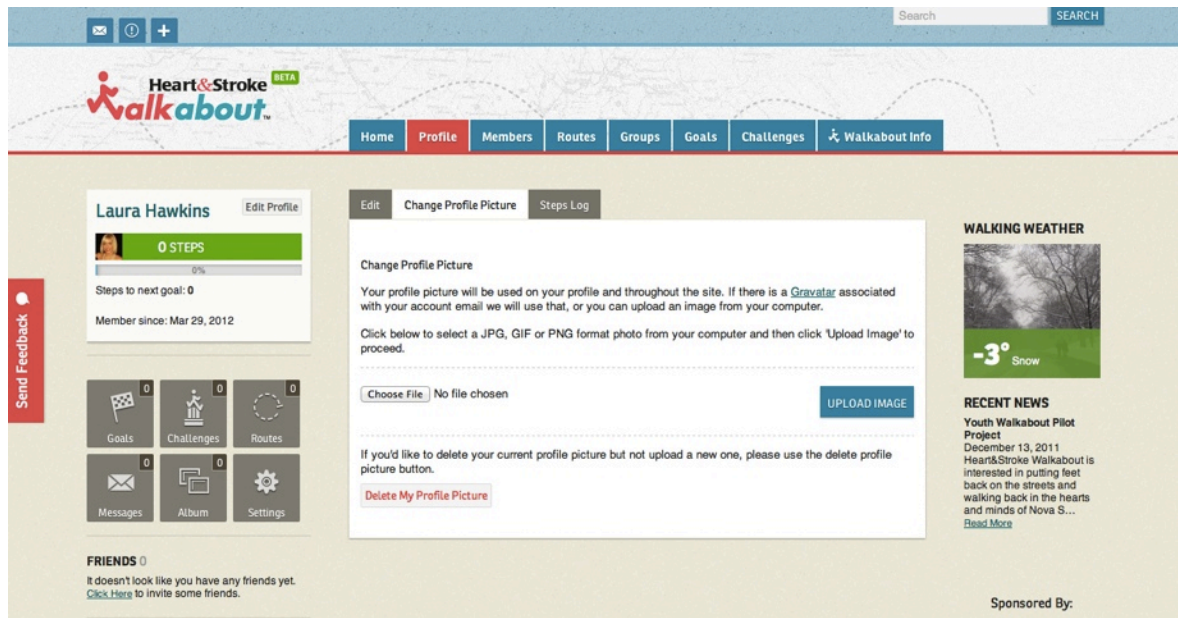 Search
SEARCH
Heart&Stroke BETA
Walkabout™
Home
Profile
Members
Routes
Groups
Goals
Challenges
Walkabout Info
Laura Hawkins
Edit Profile
0 STEPS
0%
Steps to next goal: 0
Member since: Mar 29, 2012
Send Feedback
0
Goals
0
Challenges
0
Routes
0
Messages
0
Album
Settings
FRIENDS 0
It doesn't look like you have any friends yet.
Click Here to invite some friends.
Edit
Change Profile Picture
Steps Log
Change Profile Picture
Your profile picture will be used on your profile and throughout the site. If there is a Gravatar associated
with your account email we will use that, or you can upload an image from your computer.
Click below to select a JPG, GIF or PNG format photo from your computer and then click 'Upload Image' to
proceed.
Choose File No file chosen
UPLOAD IMAGE
If you'd like to delete your current profile picture but not upload a new one, please use the delete profile
picture button.
Delete My Profile Picture
WALKING WEATHER
-3° Snow
RECENT NEWS
Youth Walkabout Pilot
Project
December 13, 2011
Heart&Stroke Walkabout is
interested in putting feet
back on the streets and
walking back in the hearts
and minds of Nova S...
Read More
Sponsored By: